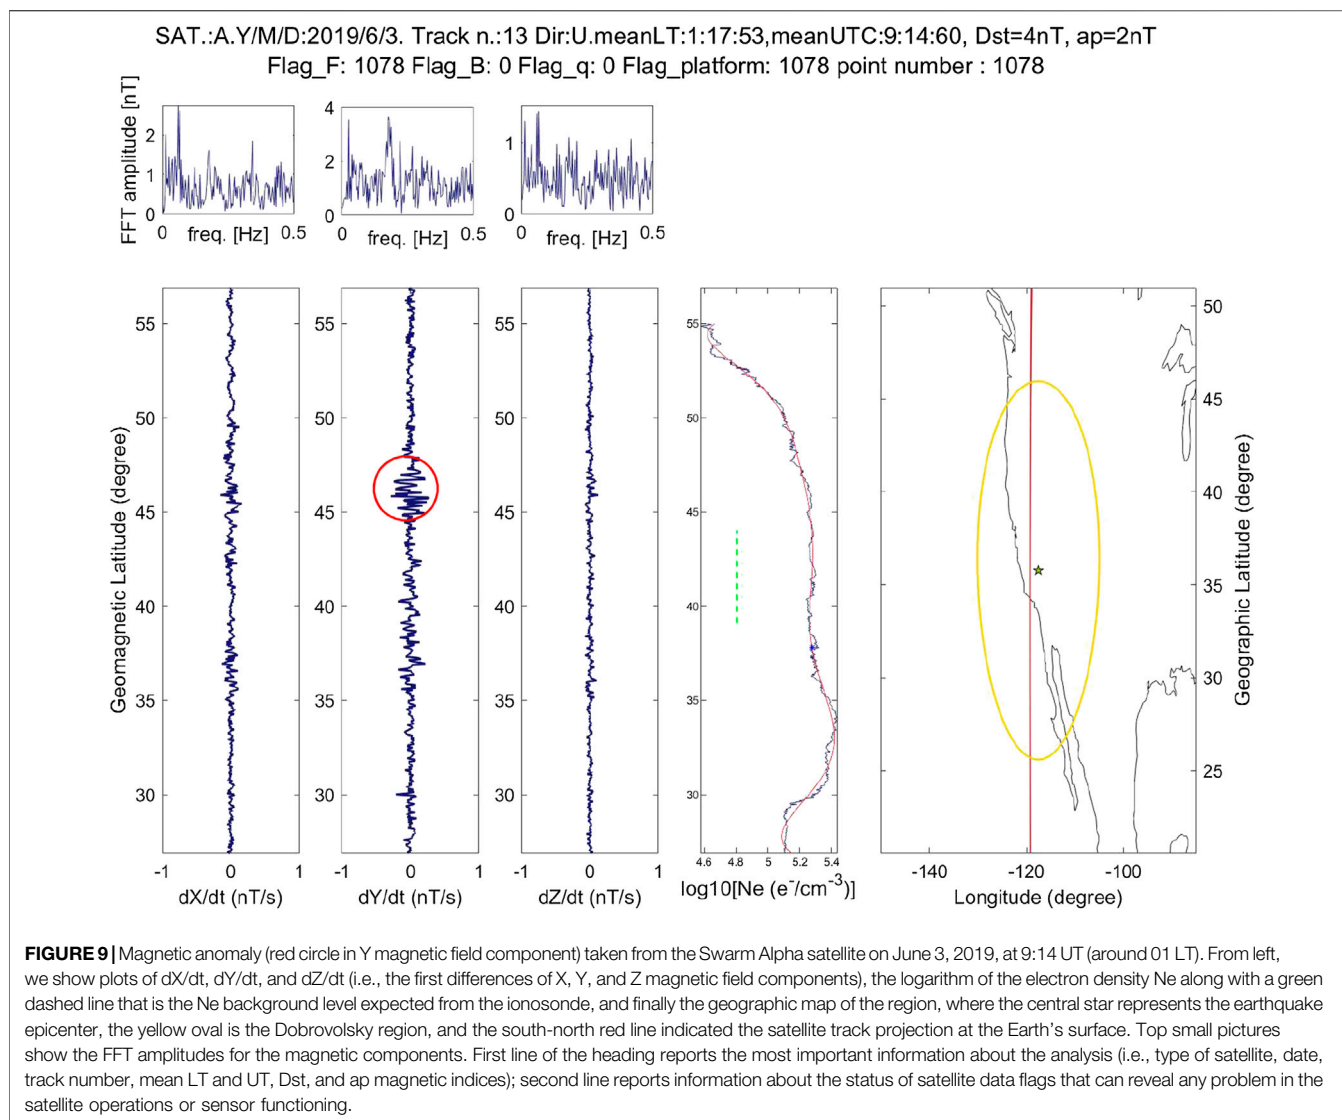 SAT.:A.Y/M/D:2019/6/3. Track n.:13 Dir:U.meanLT:1:17:53,meanUTC:9:14:60, Dst=4nT, ap=2nT
Flag_F: 1078 Flag_B: 0 Flag_q: 0 Flag_platform: 1078 point number : 1078
FFT amplitude [nT]
2
1
0
0 freq. [Hz] 0.5
4
2
0
0 freq. [Hz] 0.5
1
0
0 freq. [Hz] 0.5
Geomagnetic Latitude (degree)
55
50
45
40
35
30
-1 0 1
dX/dt (nT/s)
55
50
45
40
35
30
-1 0 1
dY/dt (nT/s)
55
50
45
40
35
30
-1 0 1
dZ/dt (nT/s)
55
50
45
40
35
30
4.6 4.8 5 5.2 5.4
log10[Ne (e⁻/cm⁻³)]
50
45
40
35
30
25
Geographic Latitude (degree)
-140 -120 -100
Longitude (degree)
FIGURE 9 | Magnetic anomaly (red circle in Y magnetic field component) taken from the Swarm Alpha satellite on June 3, 2019, at 9:14 UT (around 01 LT). From left,
we show plots of dX/dt, dY/dt, and dZ/dt (i.e., the first differences of X, Y, and Z magnetic field components), the logarithm of the electron density Ne along with a green
dashed line that is the Ne background level expected from the ionosonde, and finally the geographic map of the region, where the central star represents the earthquake
epicenter, the yellow oval is the Dobrovolsky region, and the south-north red line indicated the satellite track projection at the Earth's surface. Top small pictures
show the FFT amplitudes for the magnetic components. First line of the heading reports the most important information about the analysis (i.e., type of satellite, date,
track number, mean LT and UT, Dst, and ap magnetic indices); second line reports information about the status of satellite data flags that can reveal any problem in the
satellite operations or sensor functioning.